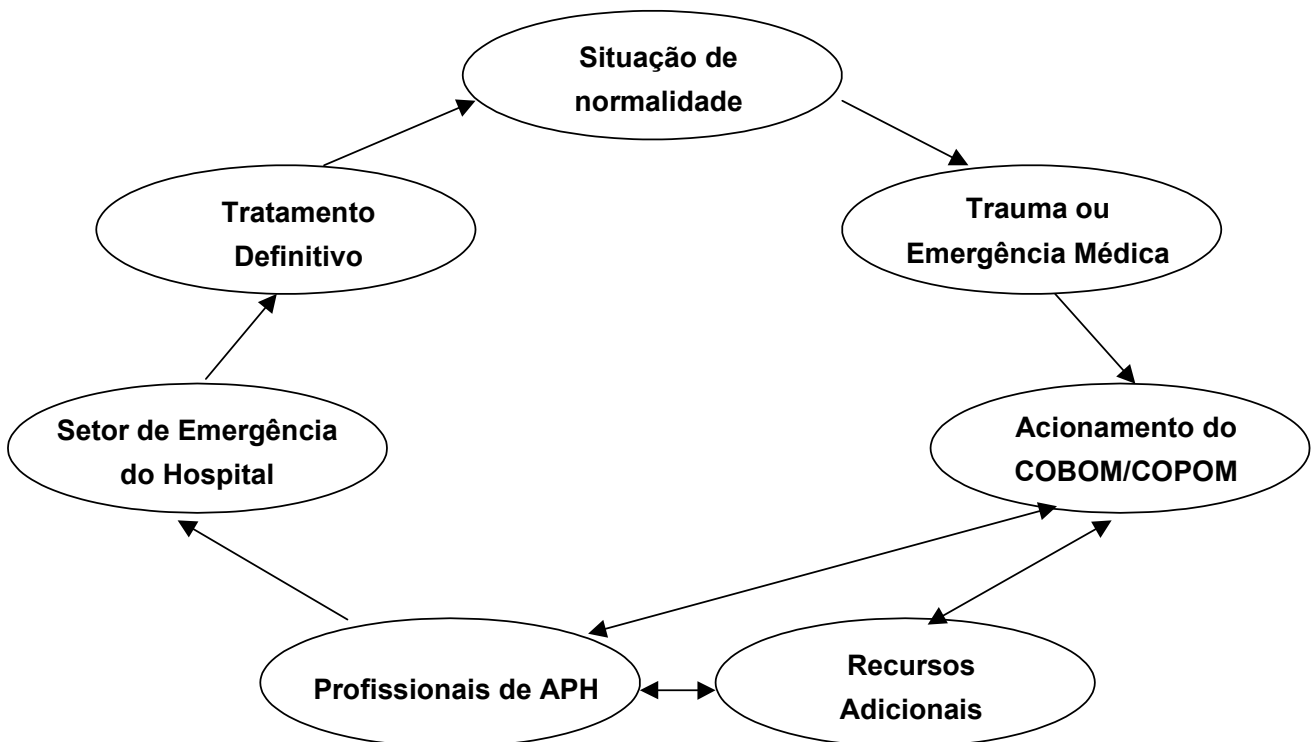 Situação de
normalidade
Trauma ou
Emergência Médica
Acionamento do
COBOM/COPOM
Recursos
Adicionais
Profissionais de APH
Setor de Emergência
do Hospital
Tratamento
Definitivo